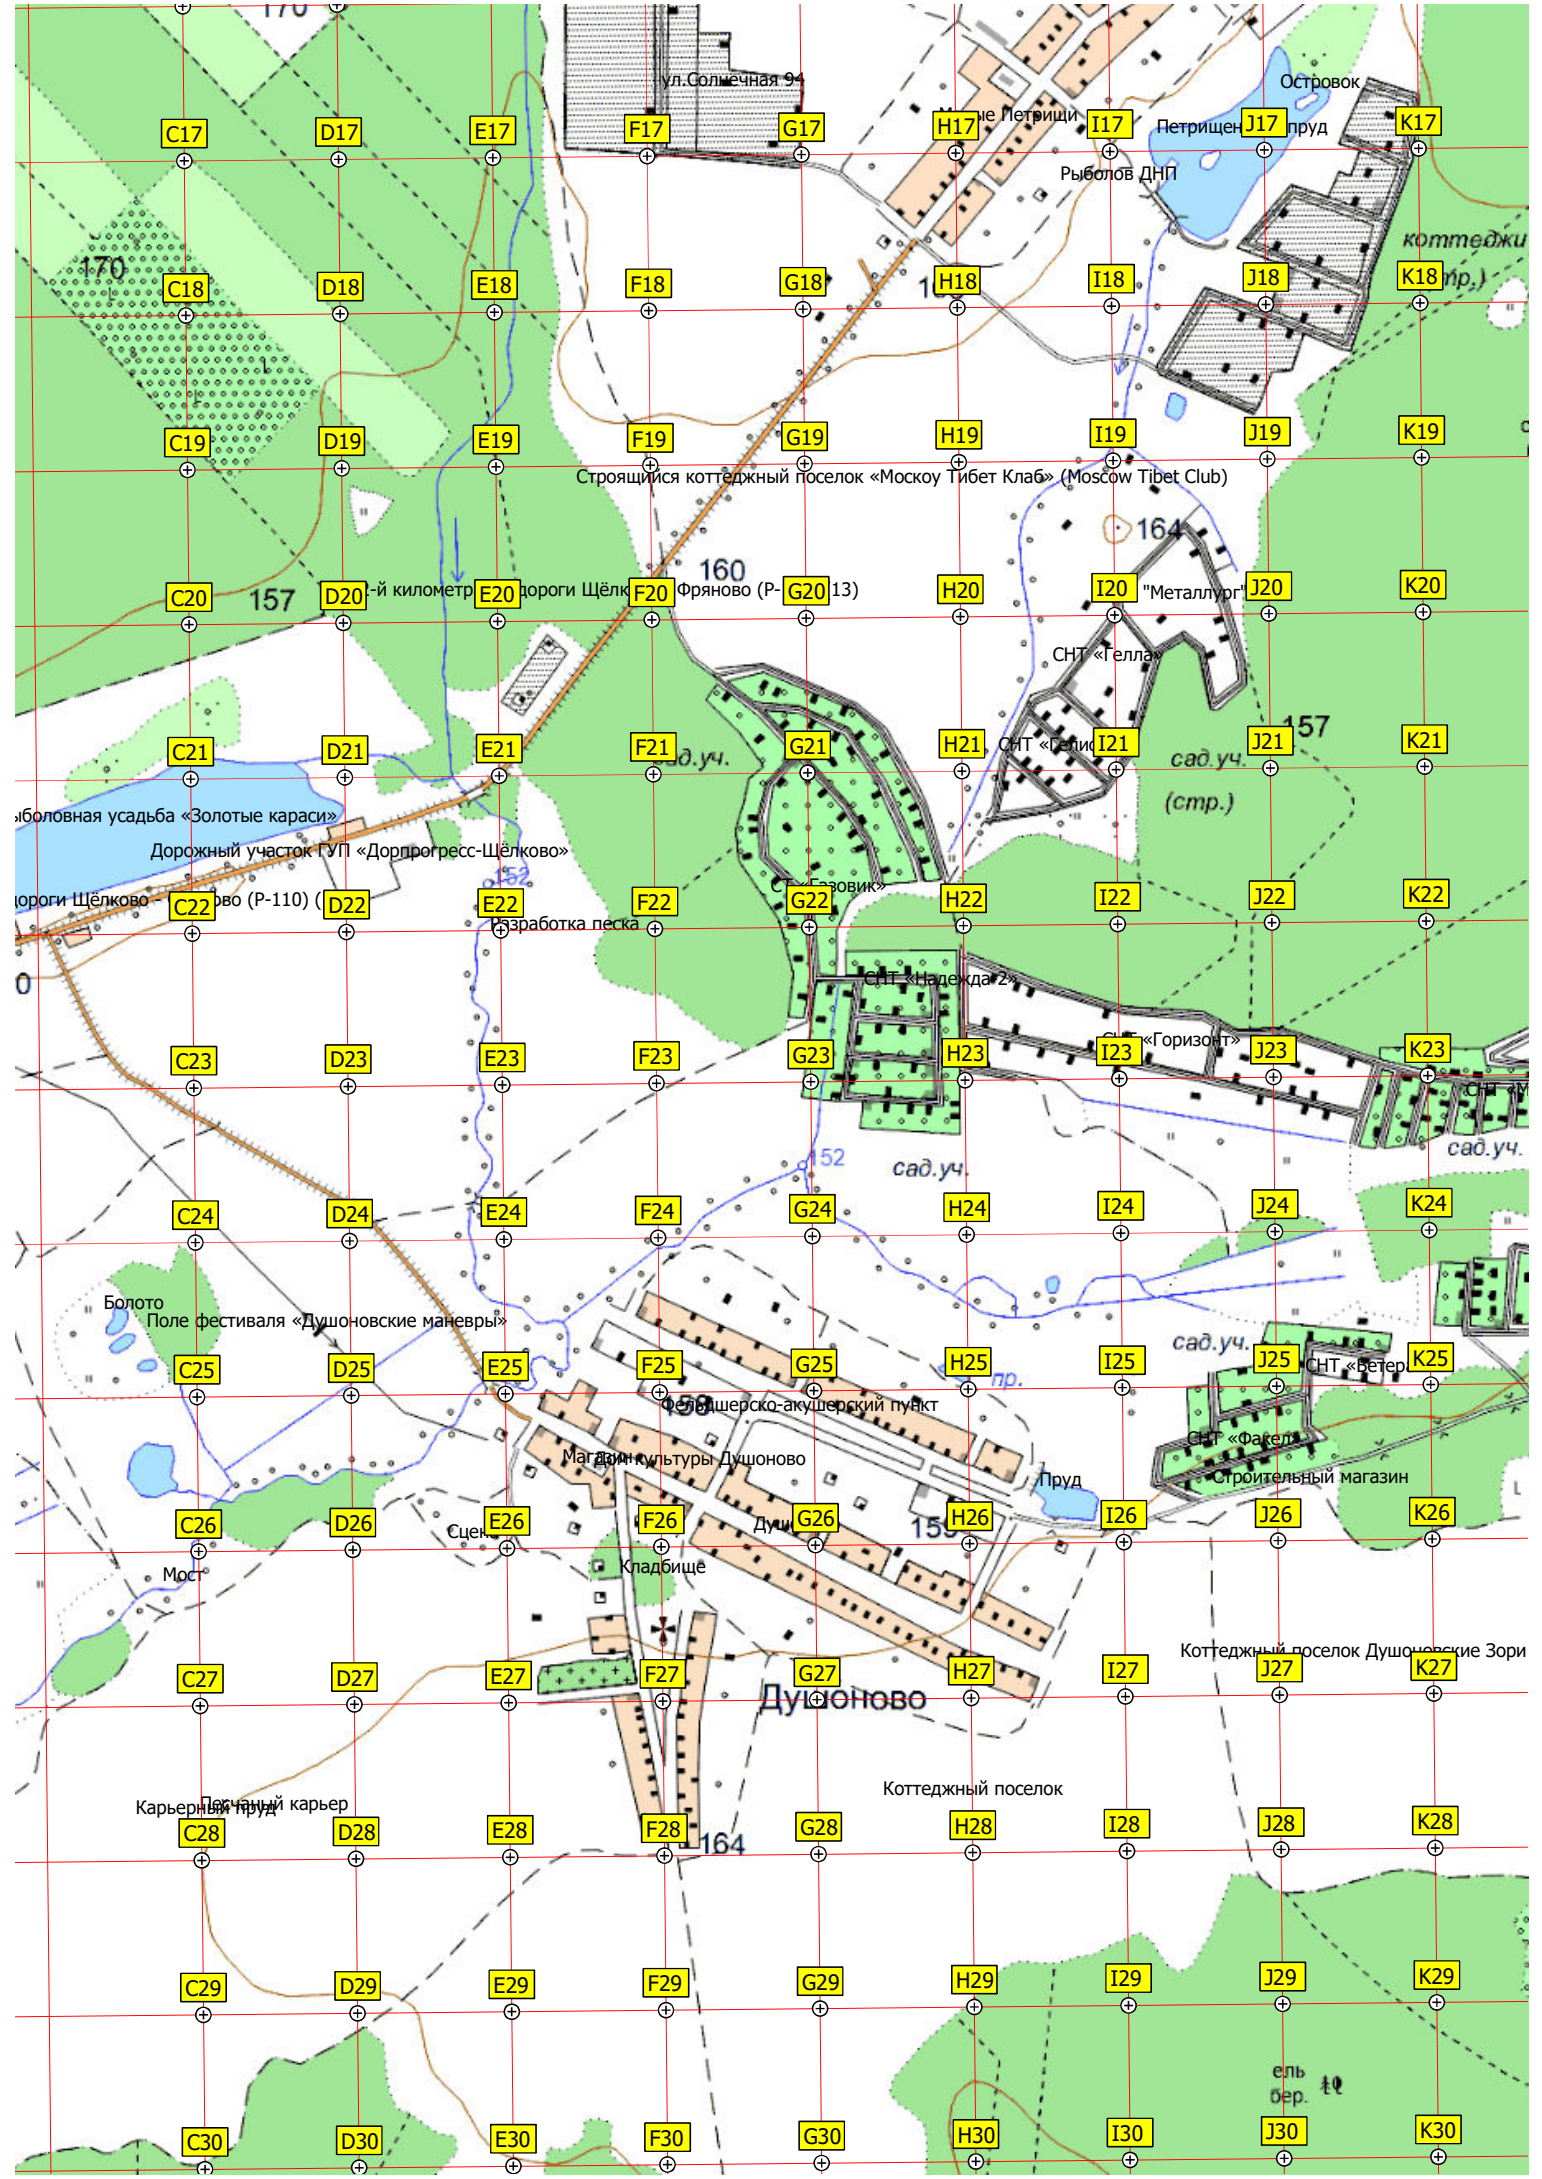 170
ул.Солнечная 94
Островок
C17
D17
E17
F17
G17
H17
ые Петрищи
I17
J17
пруд
K17
Рыболов ДНП
коттеджи
170
C18
D18
E18
F18
G18
H18
I18
J18
K18
C19
D19
E19
F19
G19
H19
I19
J19
K19
Строящийся коттеджный поселок «Москоу Тибет Клаб» (Moscow Tibet Club)
164
160
C20
157
D20
-й километр
E20
дороги Щёлк
F20
Фряново (Р-
G20
13)
H20
I20
"Металлург"
J20
K20
СНТ «Гелла»
157
C21
D21
E21
F21
сад.уч.
G21
H21
I21
сад.уч.
J21
K21
(стр.)
ыболовная усадьба «Золотые караси»
Дорожный участок ГУП «Дорпрогресс-Щёлково»
152
СТ «Газовик»
дороги Щёлково -
C22
ово (Р-110) (
D22
E22
F22
G22
H22
I22
J22
K22
Разработка песка
СНТ «Надежда-2»
0
C23
D23
E23
F23
G23
H23
I23
«Горизонт»
J23
K23
СНТ «М
152
сад.уч.
сад.уч.
C24
D24
E24
F24
G24
H24
I24
J24
K24
Болото
Поле фестиваля «Душоновские маневры»
сад.уч.
C25
D25
E25
F25
G25
H25
пр.
I25
J25
СНТ «Ветера
K25
158
Фельдшерско-акушерский пункт
СНТ «Факел»
Магазин
Дом культуры Душоново
Пруд
Строительный магазин
C26
D26
Сцен
E26
F26
Душ
G26
159
H26
I26
J26
K26
Мост
Кладбище
Коттеджный поселок Душоновские Зори
C27
D27
E27
F27
G27
H27
I27
J27
K27
Душоново
Коттеджный поселок
Карьерный пруд
Песчаный карьер
C28
D28
E28
F28
164
G28
H28
I28
J28
K28
C29
D29
E29
F29
G29
H29
I29
J29
K29
ель
бер.
C30
D30
E30
F30
G30
H30
I30
J30
K30